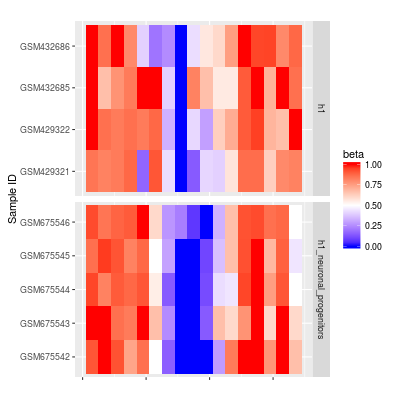 GSM432686
GSM432685
GSM429322
GSM429321
h1
GSM675546
GSM675545
GSM675544
GSM675543
GSM675542
h1_neuronal_progenitors
Sample ID
beta
1.00
0.75
0.50
0.25
0.00